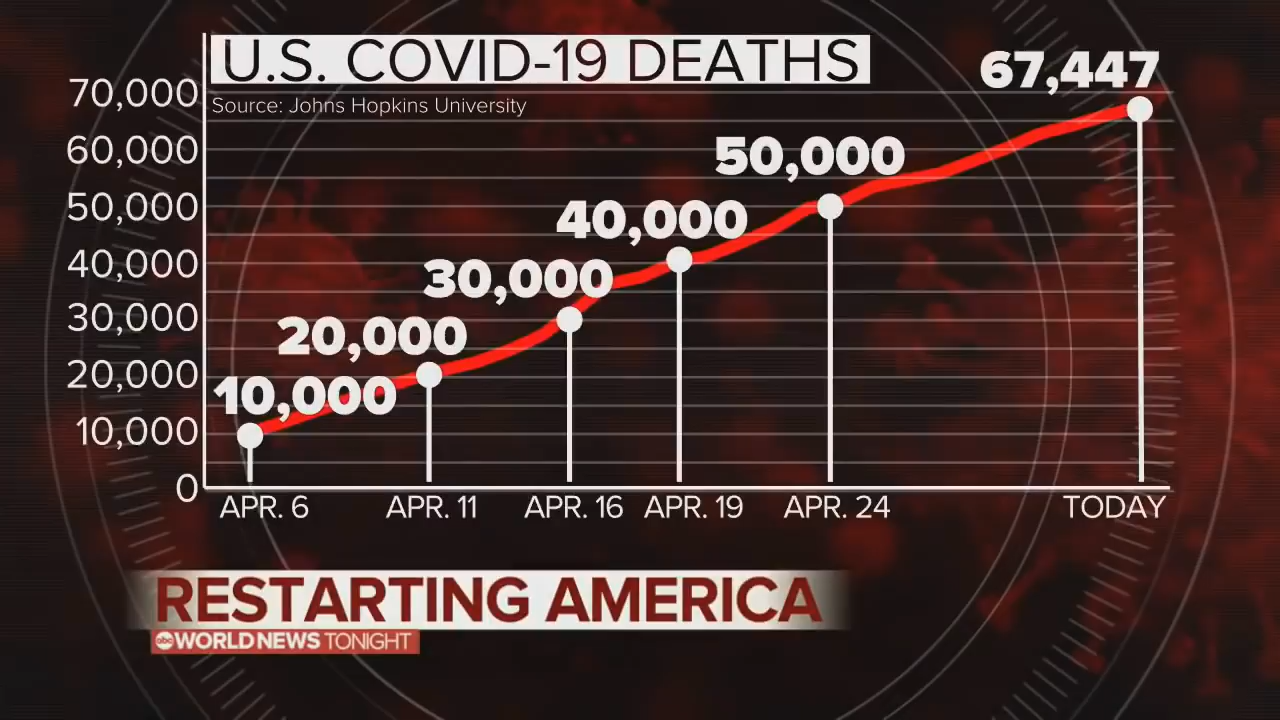 U.S. COVID-19 DEATHS
Source: Johns Hopkins University
67,447
70,000
60,000
50,000
50,000
40,000
40,000
30,000
30,000
20,000
20,000
10,000
10,000
0
APR. 6 APR. 11 APR. 16 APR. 19 APR. 24 TODAY
RESTARTING AMERICA
abc WORLD NEWS TONIGHT